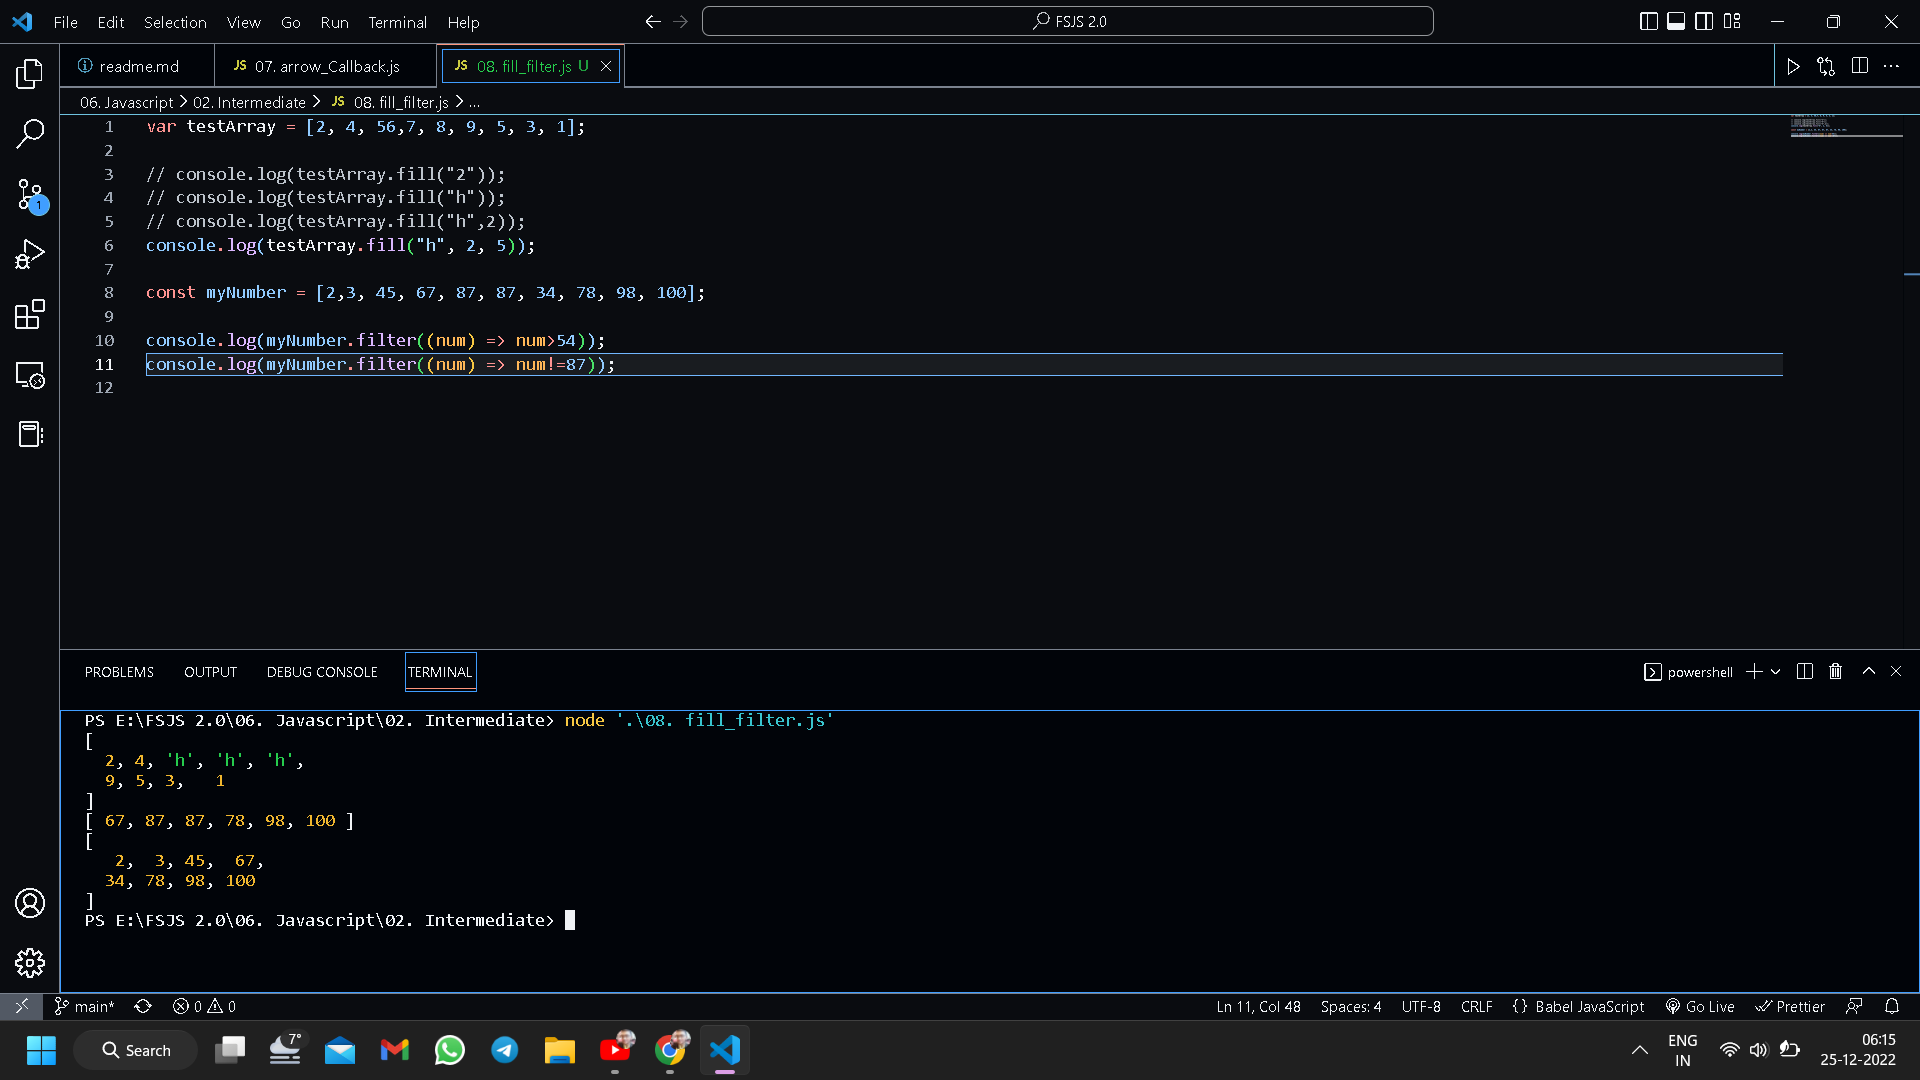 File Edit Selection View Go Run Terminal Help
FSJS 2.0
readme.md
JS 07. arrow_Callback.js
JS 08. fill_filter.js U
06. Javascript > 02. Intermediate > JS 08. fill_filter.js > ...
1 var testArray = [2, 4, 56,7, 8, 9, 5, 3, 1];
2
3 // console.log(testArray.fill("2"));
4 // console.log(testArray.fill("h"));
5 // console.log(testArray.fill("h",2));
6 console.log(testArray.fill("h", 2, 5));
7
8 const myNumber = [2,3, 45, 67, 87, 87, 34, 78, 98, 100];
9
10 console.log(myNumber.filter((num) => num>54));
11 console.log(myNumber.filter((num) => num!=87));
12
1
PROBLEMS OUTPUT DEBUG CONSOLE TERMINAL
powershell
PS E:\FSJS 2.0\06. Javascript\02. Intermediate> node '.\08. fill_filter.js'
[
2, 4, 'h', 'h', 'h',
9, 5, 3, 1
]
[ 67, 87, 87, 78, 98, 100 ]
[
2, 3, 45, 67,
34, 78, 98, 100
]
PS E:\FSJS 2.0\06. Javascript\02. Intermediate>
main* 0 0
Ln 11, Col 48 Spaces: 4 UTF-8 CRLF {} Babel JavaScript Go Live Prettier
Search
7°
ENG
IN
06:15
25-12-2022